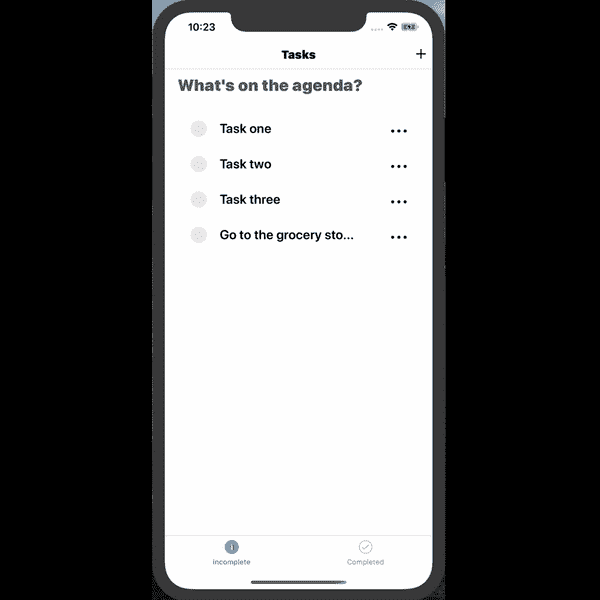 10:23
Tasks
What's on the agenda?
Task one
Task two
Task three
Go to the grocery sto...
Incomplete
Completed